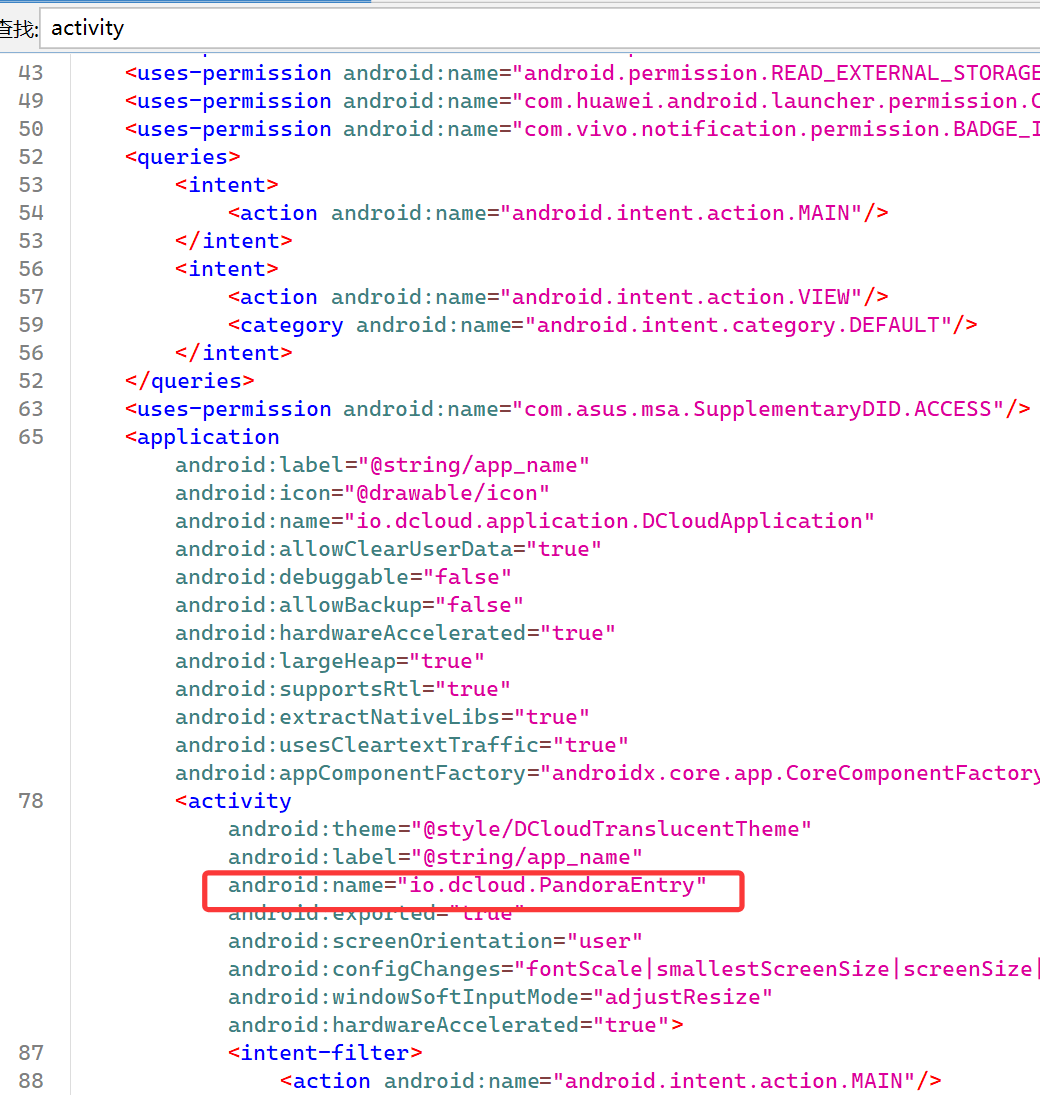 查找: activity
43 <uses-permission android:name="android.permission.READ_EXTERNAL_STORAGE
49 <uses-permission android:name="com.huawei.android.launcher.permission.C
50 <uses-permission android:name="com.vivo.notification.permission.BADGE_I
52 <queries>
53 <intent>
54 <action android:name="android.intent.action.MAIN"/>
53 </intent>
56 <intent>
57 <action android:name="android.intent.action.VIEW"/>
59 <category android:name="android.intent.category.DEFAULT"/>
56 </intent>
52 </queries>
63 <uses-permission android:name="com.asus.msa.SupplementaryDID.ACCESS"/>
65 <application
android:label="@string/app_name"
android:icon="@drawable/icon"
android:name="io.dcloud.application.DCloudApplication"
android:allowClearUserData="true"
android:debuggable="false"
android:allowBackup="false"
android:hardwareAccelerated="true"
android:largeHeap="true"
android:supportsRtl="true"
android:extractNativeLibs="true"
android:usesCleartextTraffic="true"
android:appComponentFactory="androidx.core.app.CoreComponentFactory
78 <activity
android:theme="@style/DCloudTranslucentTheme"
android:label="@string/app_name"
android:name="io.dcloud.PandoraEntry"
android:exported="true"
android:screenOrientation="user"
android:configChanges="fontScale|smallestScreenSize|screenSize|
android:windowSoftInputMode="adjustResize"
android:hardwareAccelerated="true">
87 <intent-filter>
88 <action android:name="android.intent.action.MAIN"/>